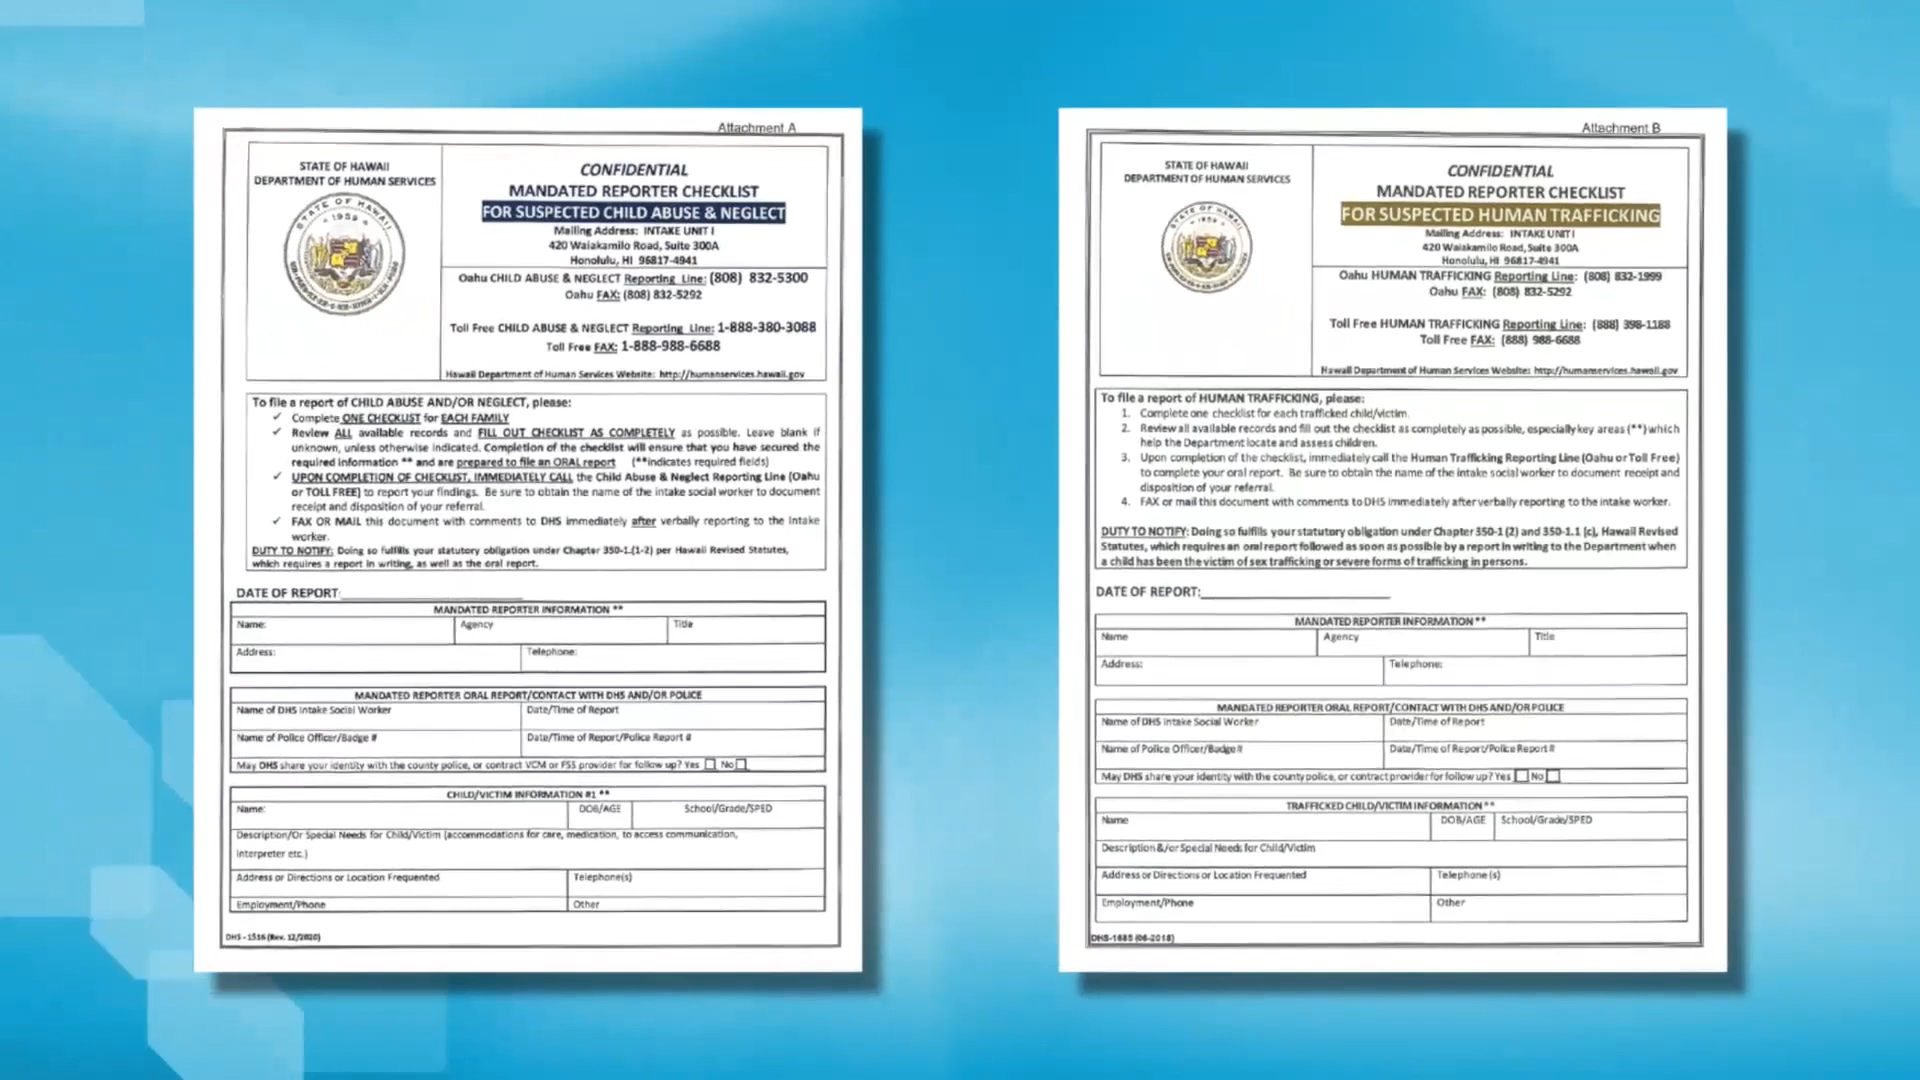 Attachment A
STATE OF HAWAII
DEPARTMENT OF HUMAN SERVICES
STATE OF HAWAII
1959
CONFIDENTIAL
MANDATED REPORTER CHECKLIST
FOR SUSPECTED CHILD ABUSE & NEGLECT
Mailing Address: INTAKE UNIT I
420 Waiakamilo Road, Suite 300A
Honolulu, HI 96817-4941
Oahu CHILD ABUSE & NEGLECT Reporting Line: (808) 832-5300
Oahu FAX: (808) 832-5292
Toll Free CHILD ABUSE & NEGLECT Reporting Line: 1-888-380-3088
Toll Free FAX: 1-888-988-6688
Hawaii Department of Human Services Website: http://humanservices.hawaii.gov
To file a report of CHILD ABUSE AND/OR NEGLECT, please:
✓ Complete ONE CHECKLIST for EACH FAMILY
✓ Review ALL available records and FILL OUT CHECKLIST AS COMPLETELY as possible. Leave blank if
unknown, unless otherwise indicated. Completion of the checklist will ensure that you have secured the
required information ** and are prepared to file an ORAL report (**indicates required fields)
✓ UPON COMPLETION OF CHECKLIST, IMMEDIATELY CALL the Child Abuse & Neglect Reporting Line (Oahu
or TOLL FREE) to report your findings. Be sure to obtain the name of the intake social worker to document
receipt and disposition of your referral.
✓ FAX OR MAIL this document with comments to DHS immediately after verbally reporting to the Intake
worker.
DUTY TO NOTIFY: Doing so fulfills your statutory obligation under Chapter 350-1.(1-2) per Hawaii Revised Statutes,
which requires a report in writing, as well as the oral report.
DATE OF REPORT:
MANDATED REPORTER INFORMATION **
Name: Agency Title
Address: Telephone:
MANDATED REPORTER ORAL REPORT/CONTACT WITH DHS AND/OR POLICE
Name of DHS Intake Social Worker Date/Time of Report
Name of Police Officer/Badge # Date/Time of Report/Police Report #
May DHS share your identity with the county police, or contract VCM or FSS provider for follow up? Yes No
CHILD/VICTIM INFORMATION #1 **
Name: DOB/AGE School/Grade/SPED
Description/Or Special Needs for Child/Victim (accommodations for care, medication, to access communication,
interpreter etc.)
Address or Directions or Location Frequented Telephone(s)
Employment/Phone Other
DHS - 1516 (Rev. 12/2020)
Attachment B
STATE OF HAWAII
DEPARTMENT OF HUMAN SERVICES
CONFIDENTIAL
MANDATED REPORTER CHECKLIST
FOR SUSPECTED HUMAN TRAFFICKING
Mailing Address: INTAKE UNIT I
420 Waiakamilo Road, Suite 300A
Honolulu, HI 96817-4941
Oahu HUMAN TRAFFICKING Reporting Line: (808) 832-1999
Oahu FAX: (808) 832-5292
Toll Free HUMAN TRAFFICKING Reporting Line: (888) 398-1188
Toll Free FAX: (888) 988-6688
Hawaii Department of Human Services Website: http://humanservices.hawaii.gov
To file a report of HUMAN TRAFFICKING, please:
1. Complete one checklist for each trafficked child/victim.
2. Review all available records and fill out the checklist as completely as possible, especially key areas (**) which
help the Department locate and assess children.
3. Upon completion of the checklist, immediately call the Human Trafficking Reporting Line (Oahu or Toll Free)
to complete your oral report. Be sure to obtain the name of the intake social worker to document receipt and
disposition of your referral.
4. FAX or mail this document with comments to DHS immediately after verbally reporting to the intake worker.
DUTY TO NOTIFY: Doing so fulfills your statutory obligation under Chapter 350-1 (2) and 350-1.1 (c), Hawaii Revised
Statutes, which requires an oral report followed as soon as possible by a report in writing to the Department when
a child has been the victim of sex trafficking or severe forms of trafficking in persons.
DATE OF REPORT:
MANDATED REPORTER INFORMATION **
Name Agency Title
Address: Telephone:
MANDATED REPORTER ORAL REPORT/CONTACT WITH DHS AND/OR POLICE
Name of DHS Intake Social Worker Date/Time of Report
Name of Police Officer/Badge # Date/Time of Report/Police Report #
May DHS share your identity with the county police, or contract provider for follow up? Yes No
TRAFFICKED CHILD/VICTIM INFORMATION **
Name DOB/AGE School/Grade/SPED
Description &/or Special Needs for Child/Victim
Address or Directions or Location Frequented Telephone (s)
Employment/Phone Other
DHS-1685 (06-2018)